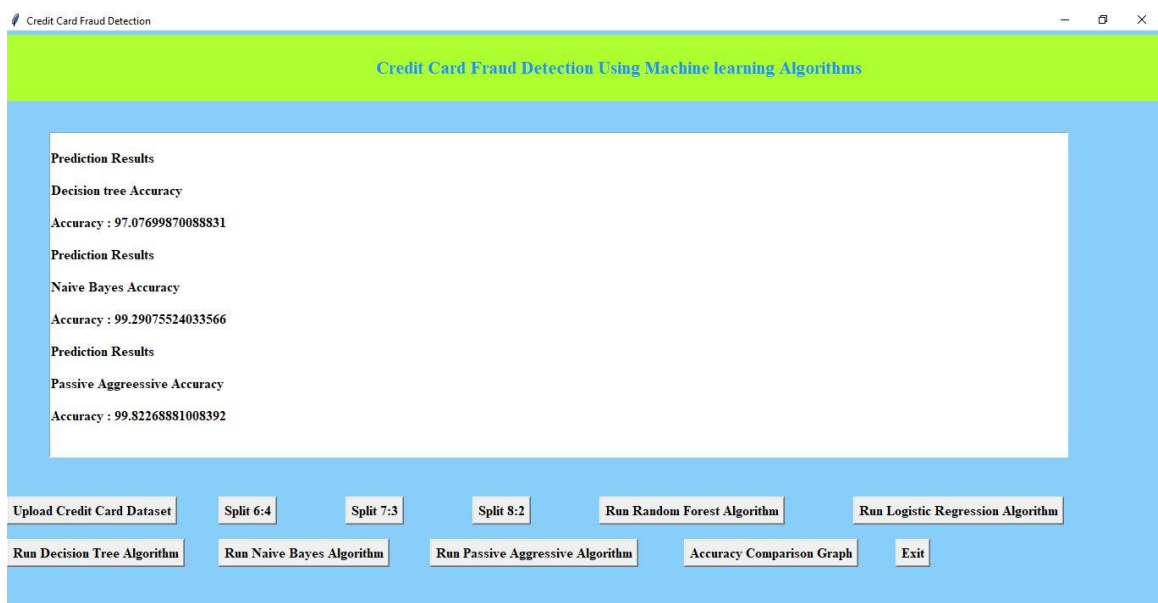 Credit Card Fraud Detection
Credit Card Fraud Detection Using Machine learning Algorithms
Prediction Results
Decision tree Accuracy
Accuracy : 97.07699870088831
Prediction Results
Naive Bayes Accuracy
Accuracy : 99.29075524033566
Prediction Results
Passive Aggreessive Accuracy
Accuracy : 99.82268881008392
Upload Credit Card Dataset Split 6:4 Split 7:3 Split 8:2 Run Random Forest Algorithm Run Logistic Regression Algorithm
Run Decision Tree Algorithm Run Naive Bayes Algorithm Run Passive Aggressive Algorithm Accuracy Comparison Graph Exit